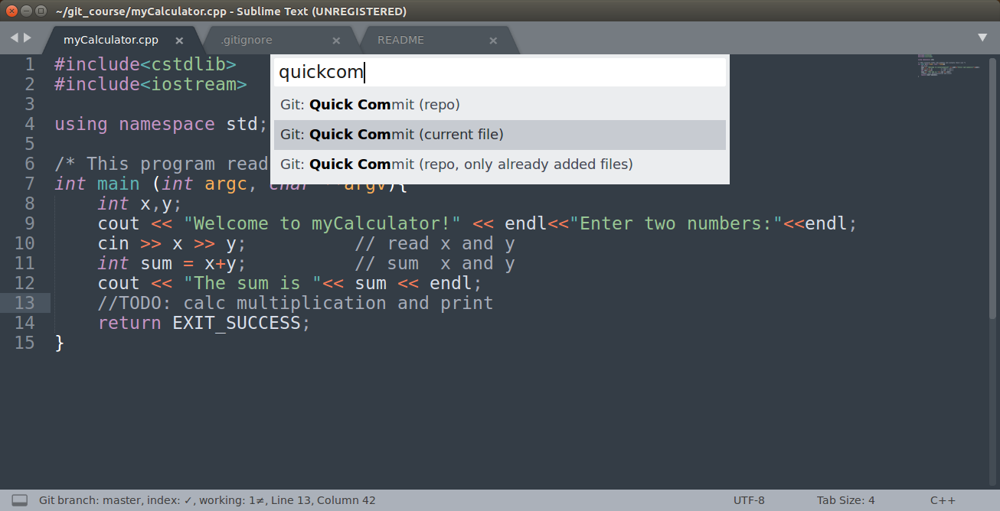 ~/git_course/myCalculator.cpp - Sublime Text (UNREGISTERED)
myCalculator.cpp × .gitignore × README ×
quickcom
Git: Quick Commit (repo)
Git: Quick Commit (current file)
Git: Quick Commit (repo, only already added files)
1 #include<cstdlib>
2 #include<iostream>
3
4 using namespace std;
5
6 /* This program read
7 int main (int argc, char **argv){
8 int x,y;
9 cout << "Welcome to myCalculator!" << endl<<"Enter two numbers:"<<endl;
10 cin >> x >> y; // read x and y
11 int sum = x+y; // sum  x and y
12 cout << "The sum is "<< sum << endl;
13 //TODO: calc multiplication and print
14 return EXIT_SUCCESS;
15 }
Git branch: master, index: ✓, working: 1≠, Line 13, Column 42 UTF-8 Tab Size: 4 C++